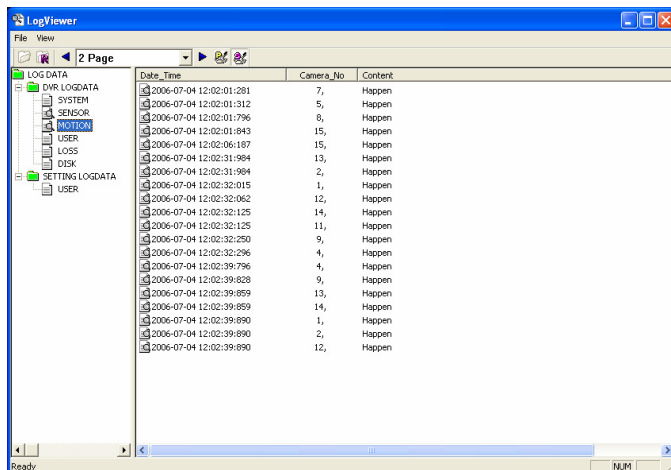 LogViewer
File View
2 Page
LOG DATA
DVR LOGDATA
SYSTEM
SENSOR
MOTION
USER
LOSS
DISK
SETTING LOGDATA
USER
Date_Time Camera_No Content
2006-07-04 12:02:01:281 7, Happen
2006-07-04 12:02:01:312 5, Happen
2006-07-04 12:02:01:796 8, Happen
2006-07-04 12:02:01:843 15, Happen
2006-07-04 12:02:06:187 15, Happen
2006-07-04 12:02:31:984 13, Happen
2006-07-04 12:02:31:984 2, Happen
2006-07-04 12:02:32:015 1, Happen
2006-07-04 12:02:32:062 12, Happen
2006-07-04 12:02:32:125 14, Happen
2006-07-04 12:02:32:125 11, Happen
2006-07-04 12:02:32:250 9, Happen
2006-07-04 12:02:32:296 4, Happen
2006-07-04 12:02:39:796 4, Happen
2006-07-04 12:02:39:828 9, Happen
2006-07-04 12:02:39:859 13, Happen
2006-07-04 12:02:39:859 14, Happen
2006-07-04 12:02:39:890 1, Happen
2006-07-04 12:02:39:890 2, Happen
2006-07-04 12:02:39:890 12, Happen
Ready NUM